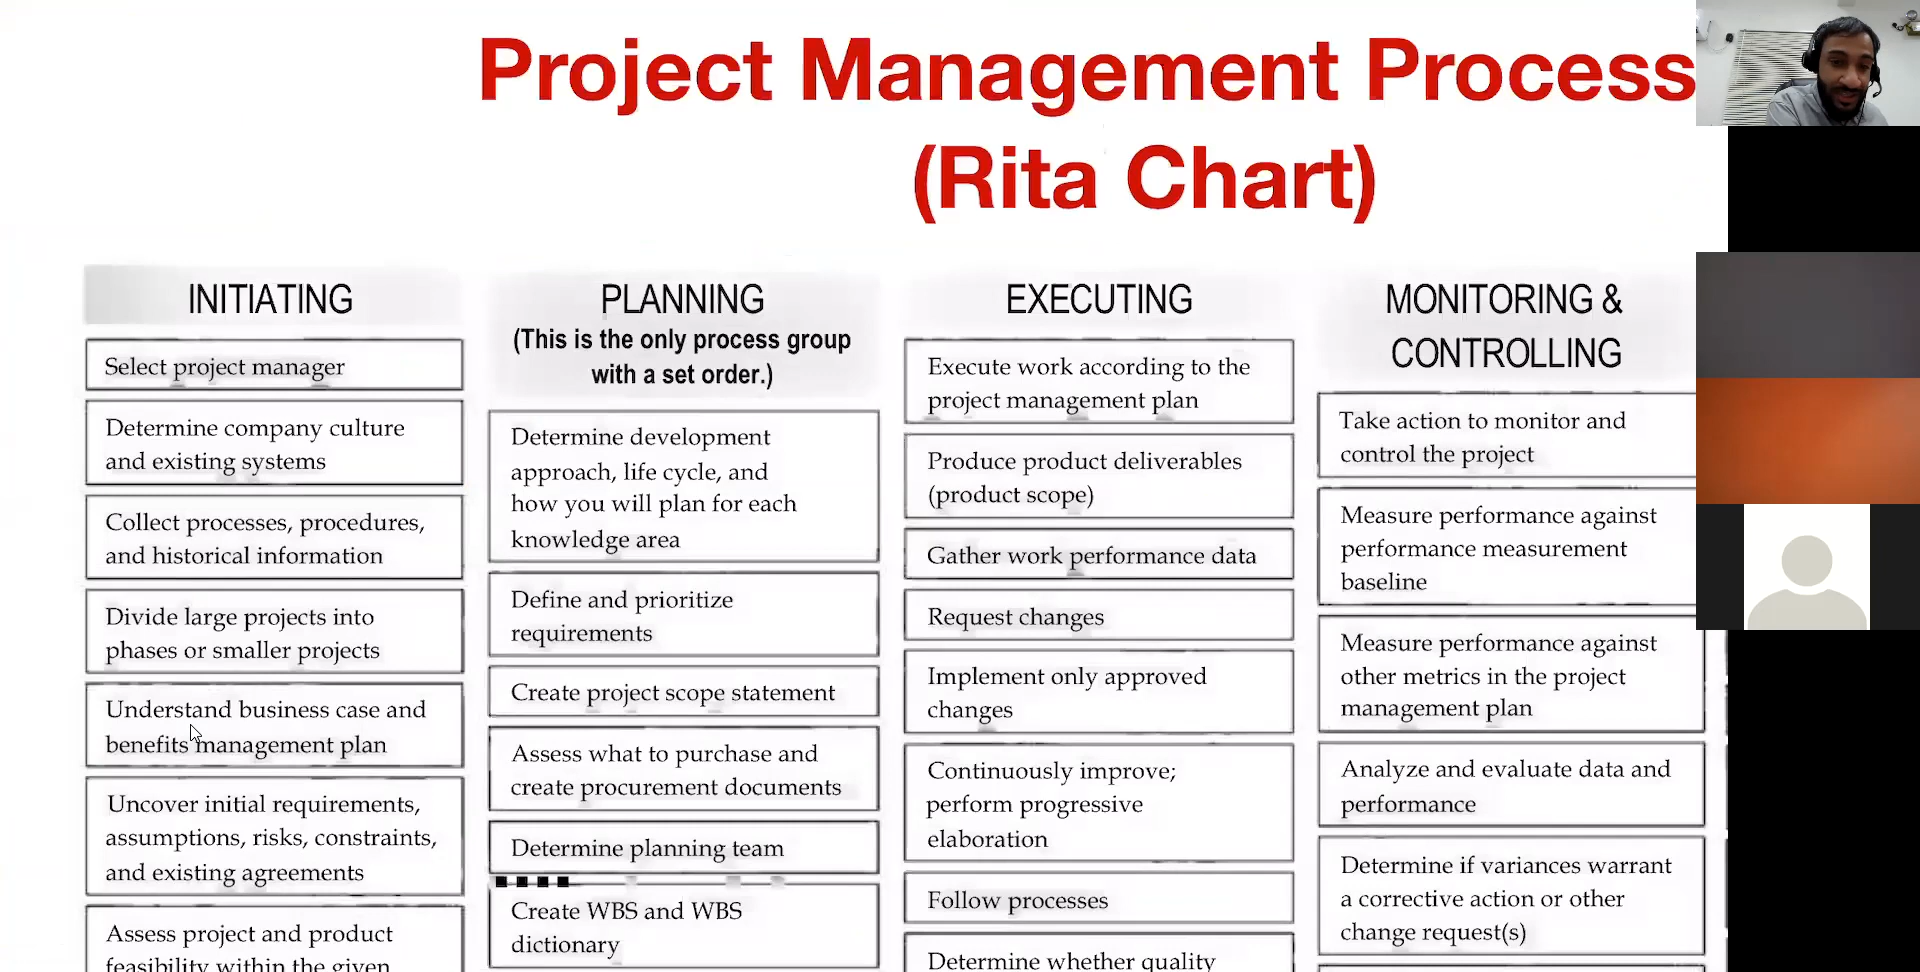 Project Management Process
(Rita Chart)
INITIATING
Select project manager
Determine company culture
and existing systems
Collect processes, procedures,
and historical information
Divide large projects into
phases or smaller projects
Understand business case and
benefits management plan
Uncover initial requirements,
assumptions, risks, constraints,
and existing agreements
Assess project and product
feasibility within the given
PLANNING
(This is the only process group
with a set order.)
Determine development
approach, life cycle, and
how you will plan for each
knowledge area
Define and prioritize
requirements
Create project scope statement
Assess what to purchase and
create procurement documents
Determine planning team
Create WBS and WBS
dictionary
EXECUTING
Execute work according to the
project management plan
Produce product deliverables
(product scope)
Gather work performance data
Request changes
Implement only approved
changes
Continuously improve;
perform progressive
elaboration
Follow processes
Determine whether quality
MONITORING &
CONTROLLING
Take action to monitor and
control the project
Measure performance against
performance measurement
baseline
Measure performance against
other metrics in the project
management plan
Analyze and evaluate data and
performance
Determine if variances warrant
a corrective action or other
change request(s)